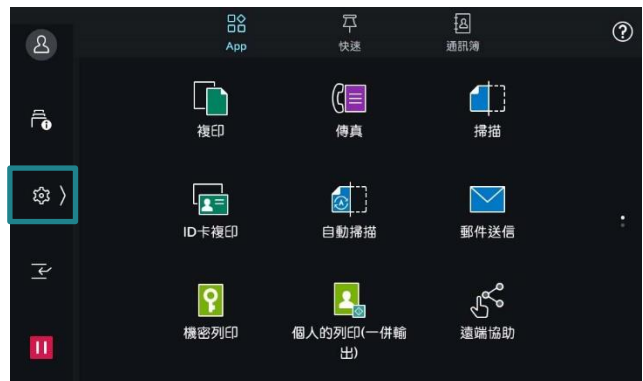 App
快速
通訊簿
複印
傳真
掃描
ID卡複印
自動掃描
郵件送信
機密列印
個人的列印(一併輸
出)
遠端協助